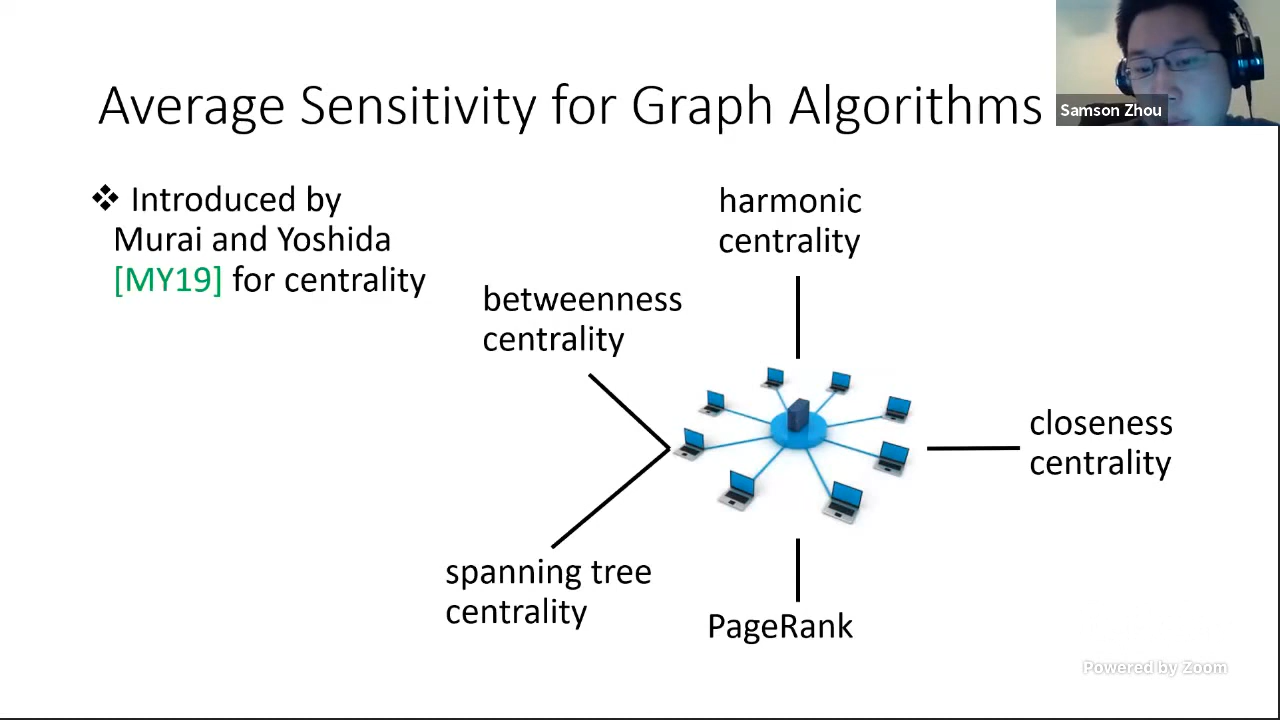 Average Sensitivity for Graph Algorithms
Samson Zhou
❖ Introduced by
Murai and Yoshida
[MY19] for centrality
harmonic
centrality
betweenness
centrality
closeness
centrality
spanning tree
centrality
PageRank
Powered by Zoom